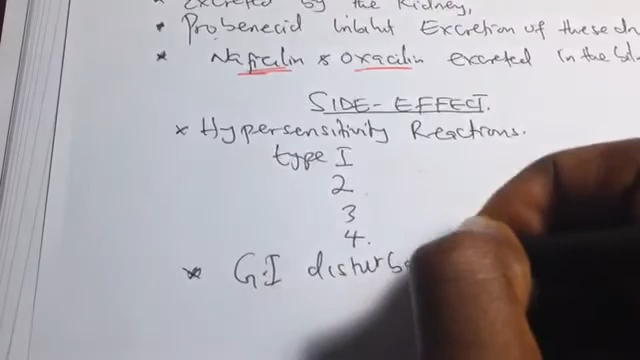 * Excreted by the Kidney,
* Probenecid Inhibit Excretion of these
* Nafcilin & Oxacilin excreted in the
SIDE-EFFECT.
* Hypersensitivity Reactions.
type I
2
3
4.
* G.I disturb